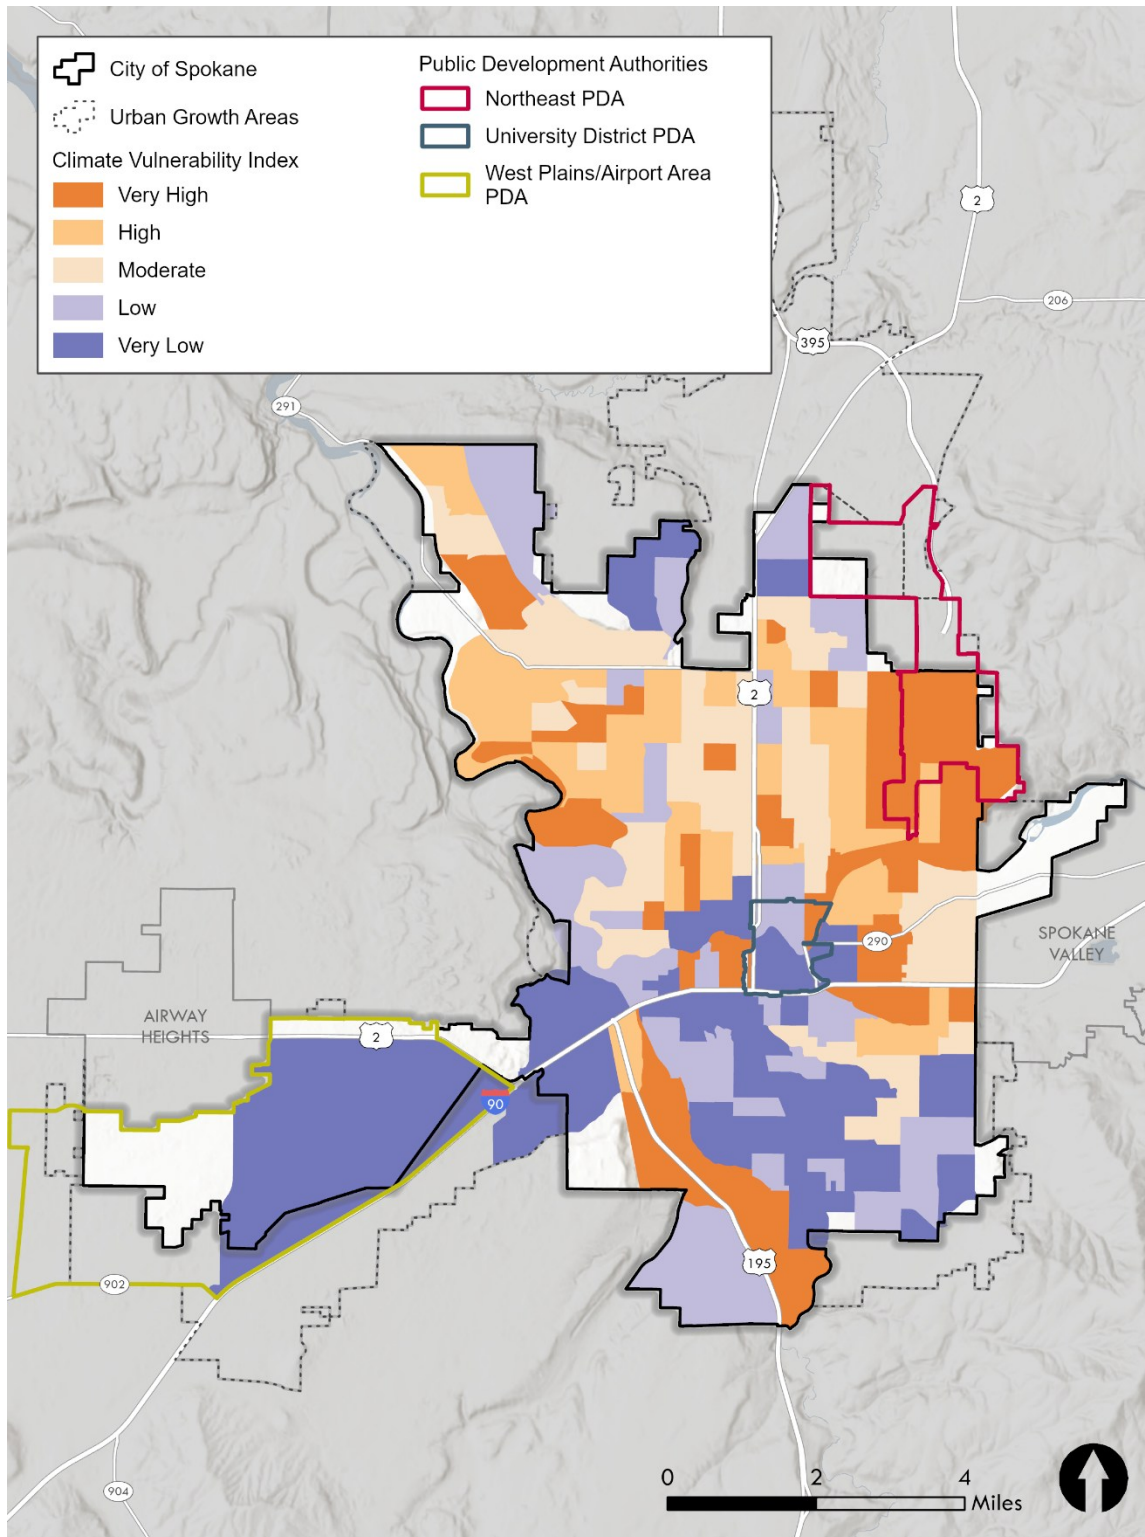 City of Spokane
Urban Growth Areas
Climate Vulnerability Index
Very High
High
Moderate
Low
Very Low
Public Development Authorities
Northeast PDA
University District PDA
West Plains/Airport Area
PDA
2
206
395
291
2
290
SPOKANE
VALLEY
AIRWAY
HEIGHTS
2
90
195
902
904
0 2 4
Miles